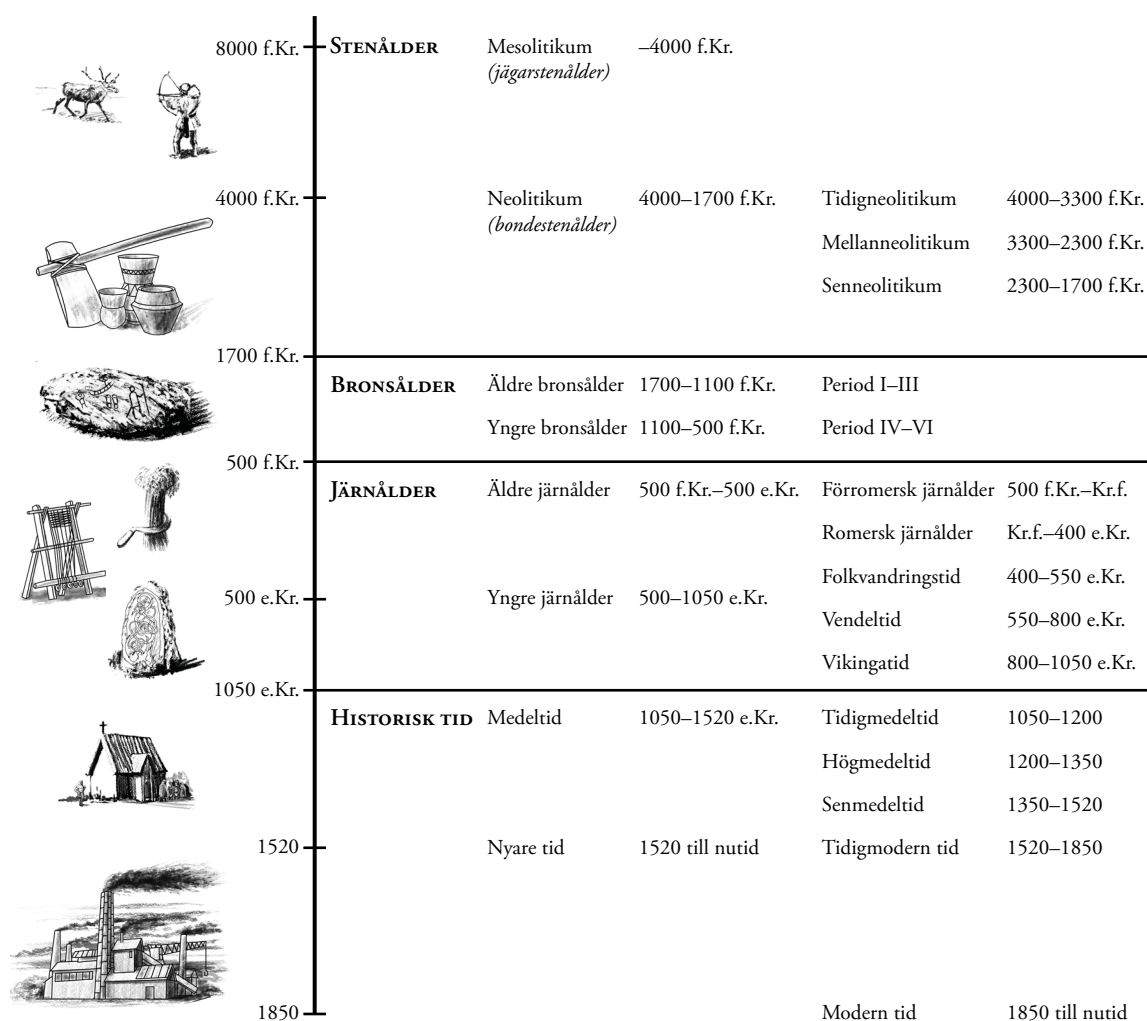 8000 f.Kr. STENÅLDER Mesolitikum –4000 f.Kr.
(jägarstenålder)
4000 f.Kr. Neolitikum 4000–1700 f.Kr. Tidigneolitikum 4000–3300 f.Kr.
(bondestenålder)
Mellanneolitikum 3300–2300 f.Kr.
Senneolitikum 2300–1700 f.Kr.
1700 f.Kr.
BRONSÅLDER Äldre bronsålder 1700–1100 f.Kr. Period I–III
Yngre bronsålder 1100–500 f.Kr. Period IV–VI
500 f.Kr.
JÄRNÅLDER Äldre järnålder 500 f.Kr.–500 e.Kr. Förromersk järnålder 500 f.Kr.–Kr.f.
Romersk järnålder Kr.f.–400 e.Kr.
Folkvandringstid 400–550 e.Kr.
500 e.Kr. Yngre järnålder 500–1050 e.Kr.
Vendeltid 550–800 e.Kr.
Vikingatid 800–1050 e.Kr.
1050 e.Kr.
HISTORISK TID Medeltid 1050–1520 e.Kr. Tidigmedeltid 1050–1200
Högmedeltid 1200–1350
Senmedeltid 1350–1520
1520 Nyare tid 1520 till nutid Tidigmodern tid 1520–1850
1850 Modern tid 1850 till nutid